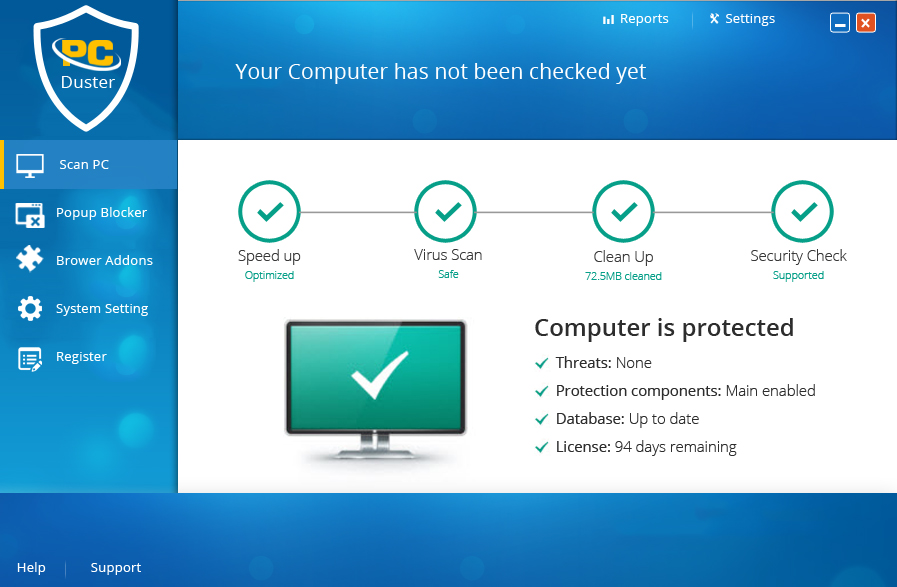 Reports
Settings
PC
Duster
Your Computer has not been checked yet
Scan PC
Popup Blocker
Brower Addons
System Setting
Register
Speed up
Optimized
Virus Scan
Safe
Clean Up
72.5MB cleaned
Security Check
Supported
Computer is protected
Threats: None
Protection components: Main enabled
Database: Up to date
License: 94 days remaining
Help
Support